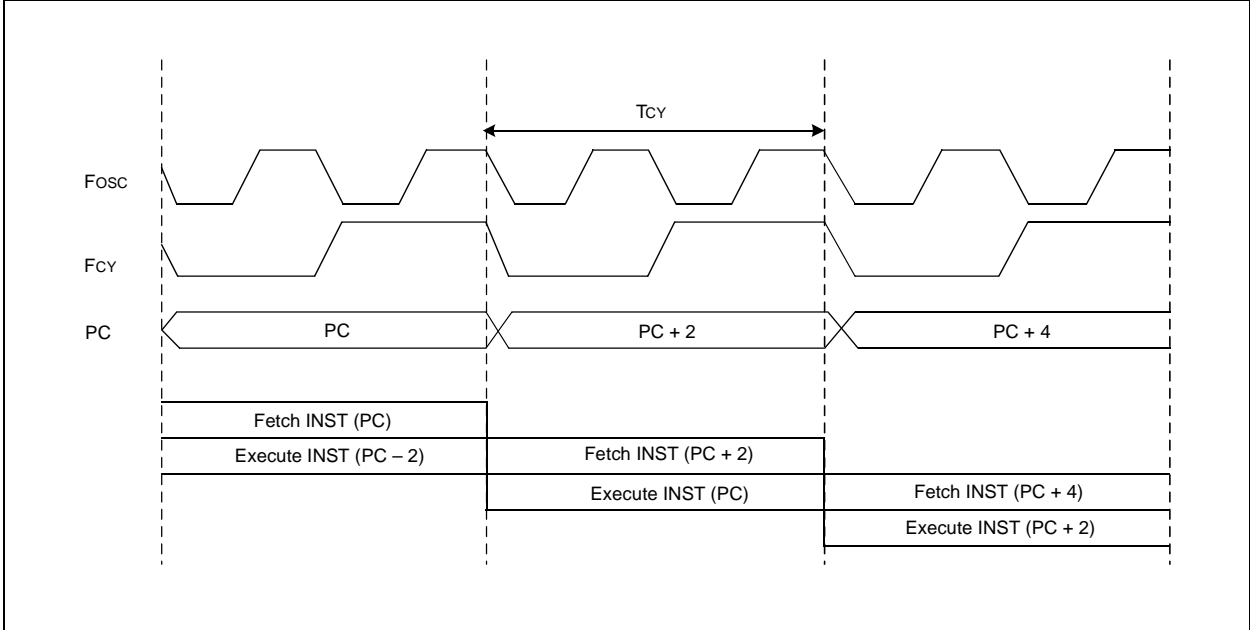 TCY
FOSC
FCY
PC PC PC + 2 PC + 4
Fetch INST (PC)
Execute INST (PC – 2) Fetch INST (PC + 2)
Execute INST (PC) Fetch INST (PC + 4)
Execute INST (PC + 2)